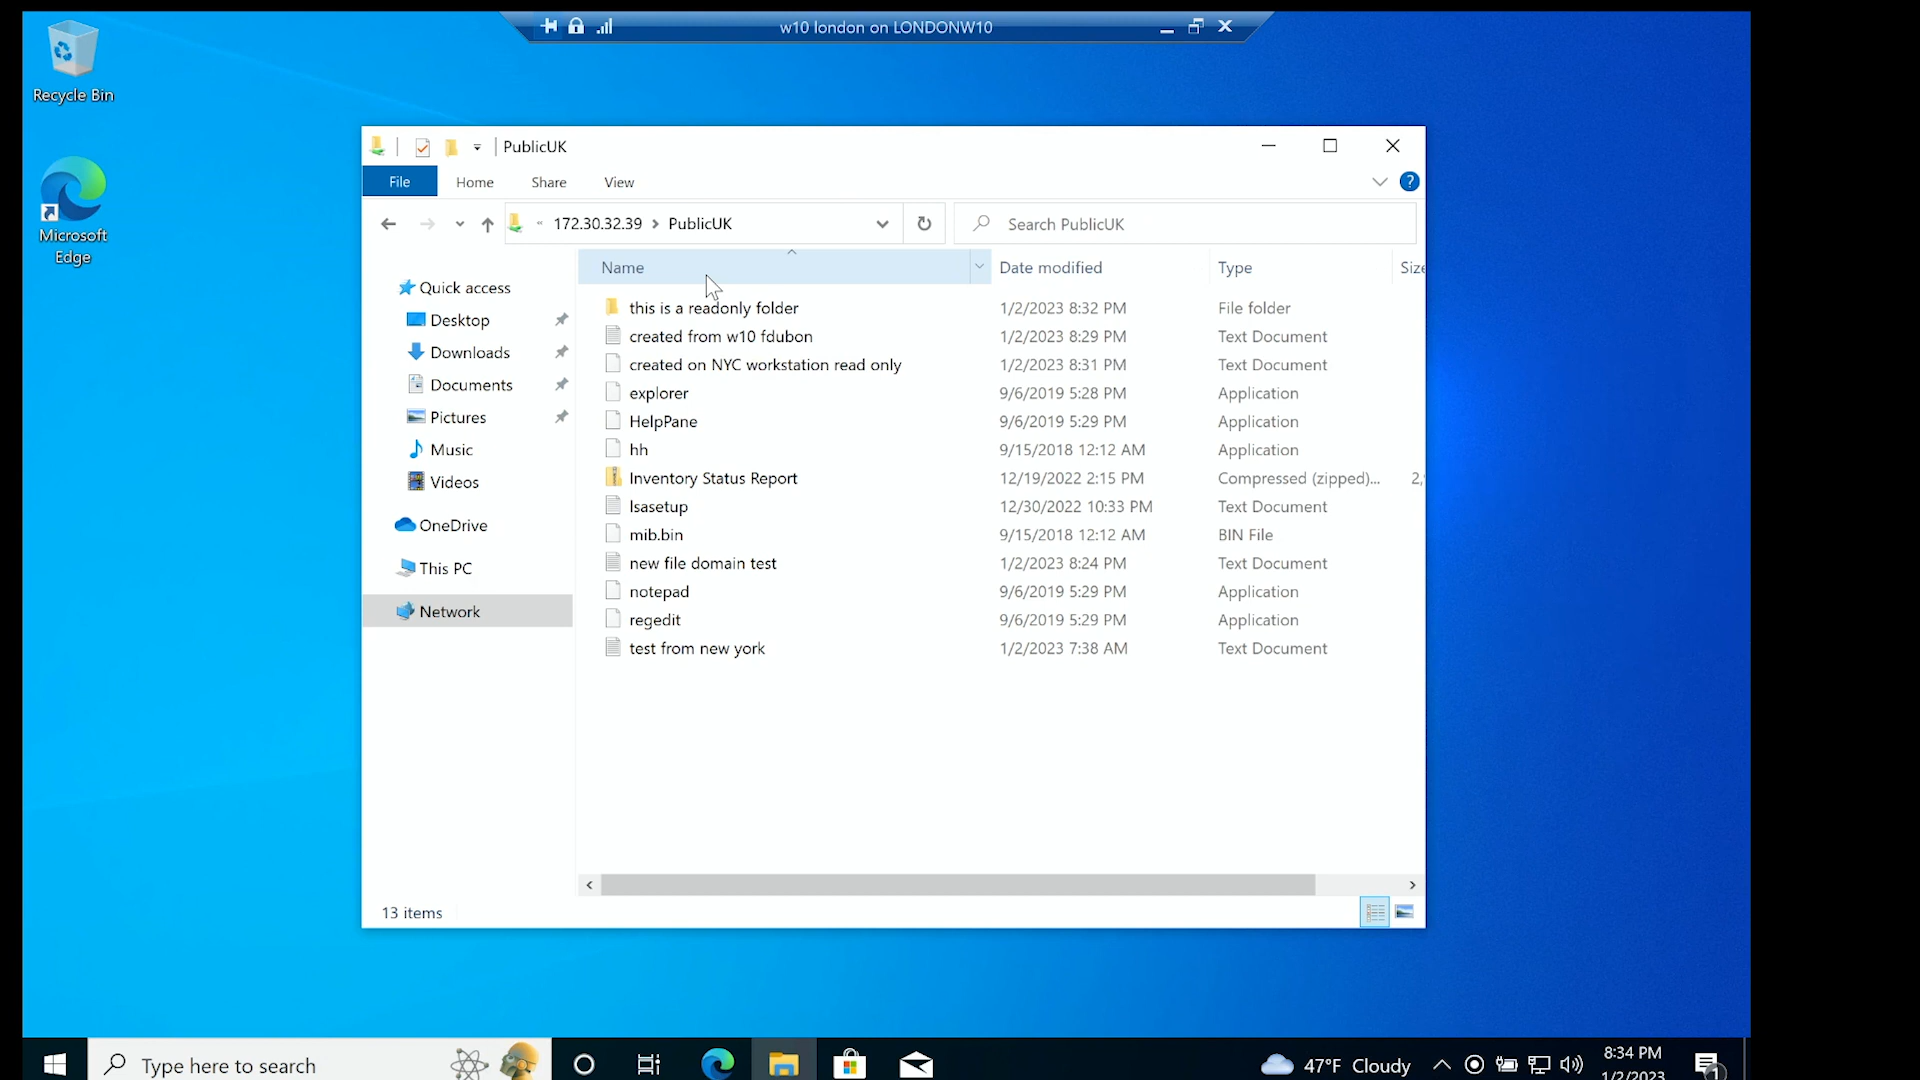 w10 london on LONDONW10
Recycle Bin
Microsoft
Edge
PublicUK
File Home Share View
172.30.32.39 PublicUK
Search PublicUK
Name Date modified Type Size
Quick access
Desktop
Downloads
Documents
Pictures
Music
Videos
OneDrive
This PC
Network
this is a readonly folder 1/2/2023 8:32 PM File folder
created from w10 fdubon 1/2/2023 8:29 PM Text Document
created on NYC workstation read only 1/2/2023 8:31 PM Text Document
explorer 9/6/2019 5:28 PM Application
HelpPane 9/6/2019 5:29 PM Application
hh 9/15/2018 12:12 AM Application
Inventory Status Report 12/19/2022 2:15 PM Compressed (zipped)... 2,
lsasetup 12/30/2022 10:33 PM Text Document
mib.bin 9/15/2018 12:12 AM BIN File
new file domain test 1/2/2023 8:24 PM Text Document
notepad 9/6/2019 5:29 PM Application
regedit 9/6/2019 5:29 PM Application
test from new york 1/2/2023 7:38 AM Text Document
13 items
Type here to search
47°F Cloudy
8:34 PM
1/2/2023
1